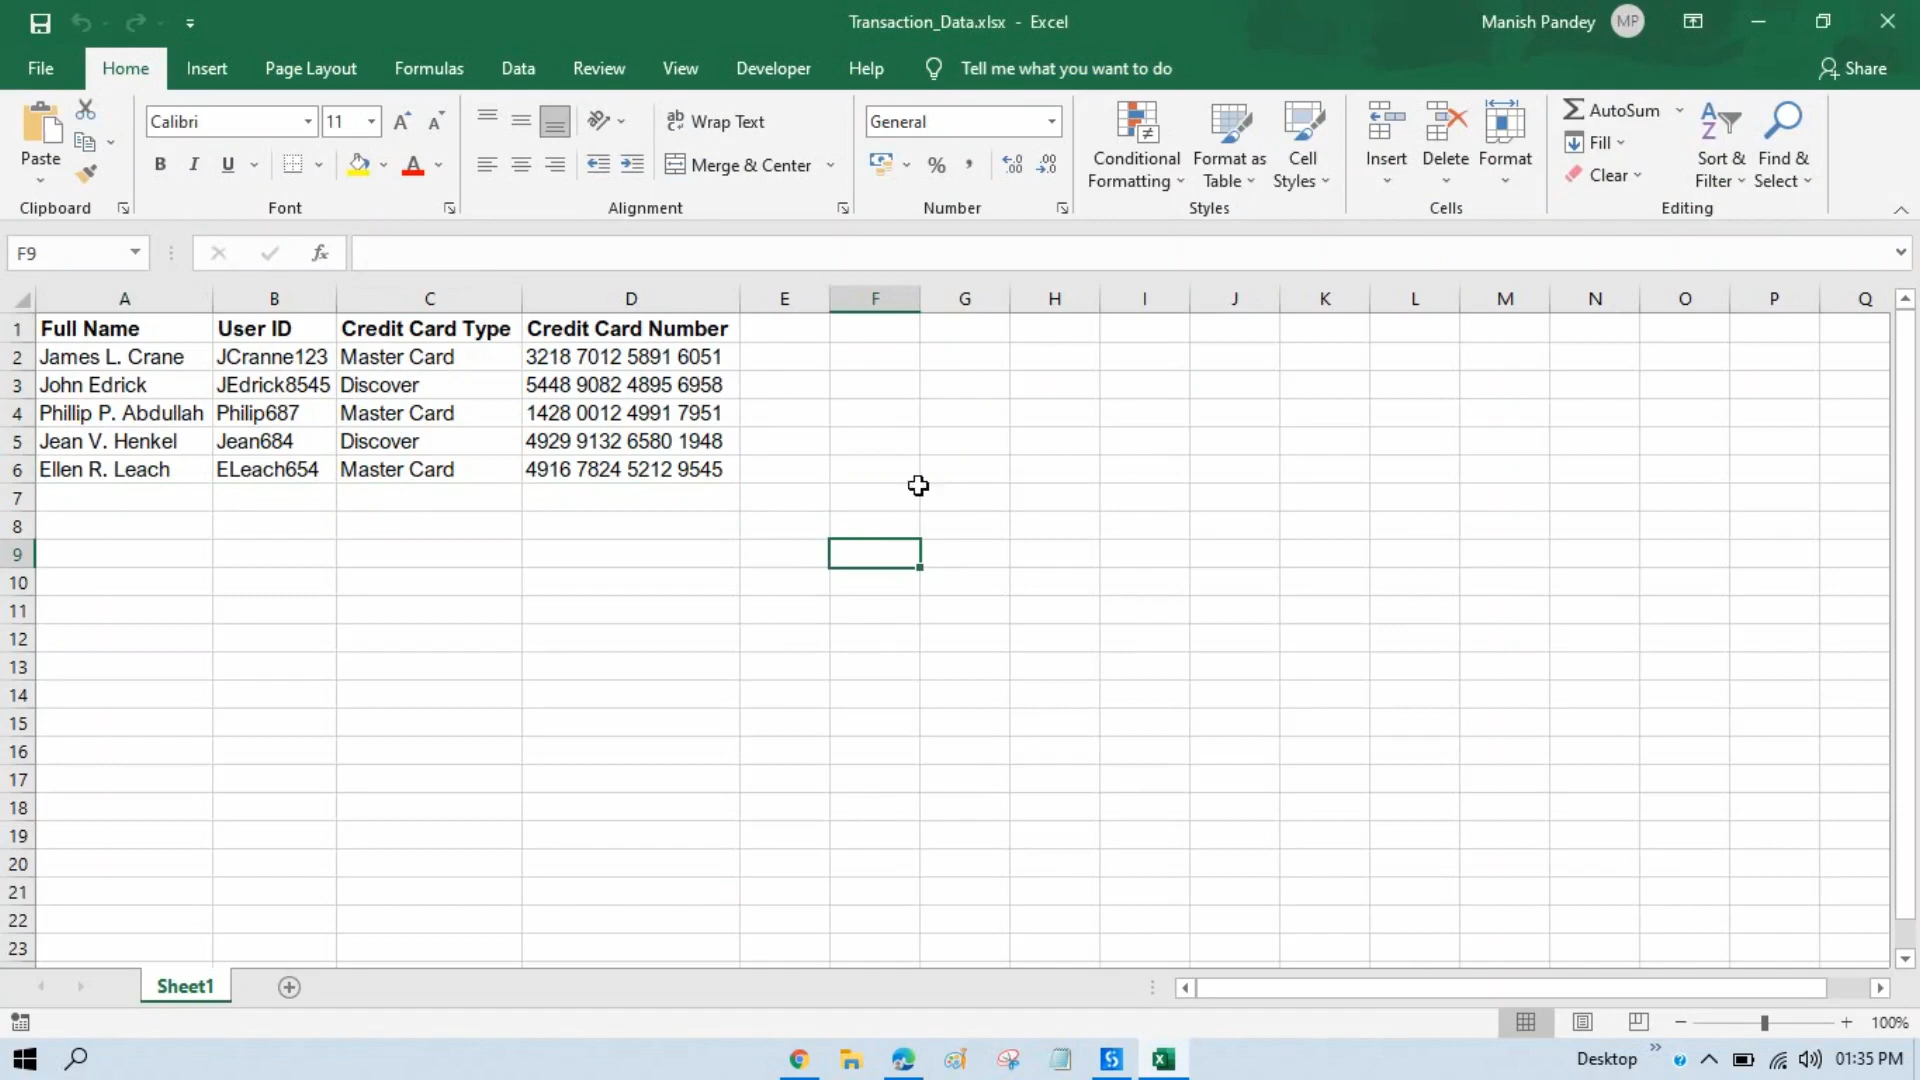 Transaction_Data.xlsx - Excel
Manish Pandey
MP
File
Home
Insert
Page Layout
Formulas
Data
Review
View
Developer
Help
Tell me what you want to do
Share
Paste
Clipboard
Calibri
11
B I U
Font
Wrap Text
Merge & Center
Alignment
General
Number
Conditional Formatting
Format as Table
Cell Styles
Styles
Insert
Delete
Format
Cells
AutoSum
Fill
Clear
Sort & Filter
Find & Select
Editing
F9
fx
A B C D E F G H I J K L M N O P Q
1 Full Name User ID Credit Card Type Credit Card Number
2 James L. Crane JCranne123 Master Card 3218 7012 5891 6051
3 John Edrick JEdrick8545 Discover 5448 9082 4895 6958
4 Phillip P. Abdullah Philip687 Master Card 1428 0012 4991 7951
5 Jean V. Henkel Jean684 Discover 4929 9132 6580 1948
6 Ellen R. Leach ELeach654 Master Card 4916 7824 5212 9545
7
8
9
10
11
12
13
14
15
16
17
18
19
20
21
22
23
Sheet1
100%
Desktop
01:35 PM